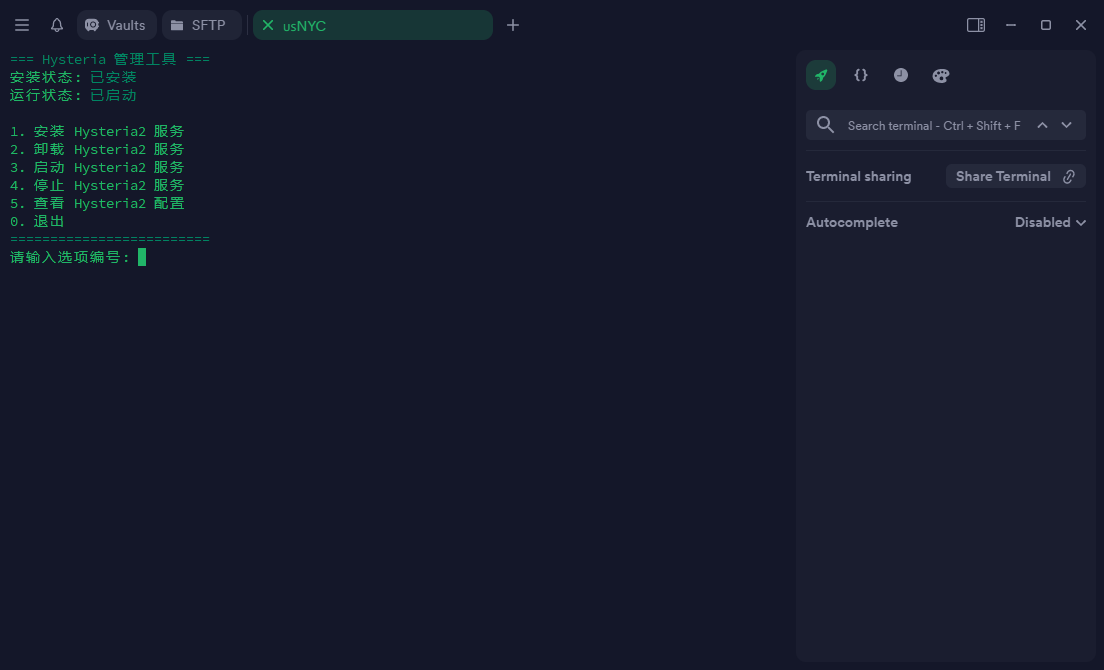 Vaults
SFTP
usNYC
=== Hysteria 管理工具 ===
安装状态: 已安装
运行状态: 已启动
1. 安装 Hysteria2 服务
2. 卸载 Hysteria2 服务
3. 启动 Hysteria2 服务
4. 停止 Hysteria2 服务
5. 查看 Hysteria2 配置
0. 退出
=========================
请输入选项编号:
{}
Search terminal - Ctrl + Shift + F
Terminal sharing
Share Terminal
Autocomplete
Disabled